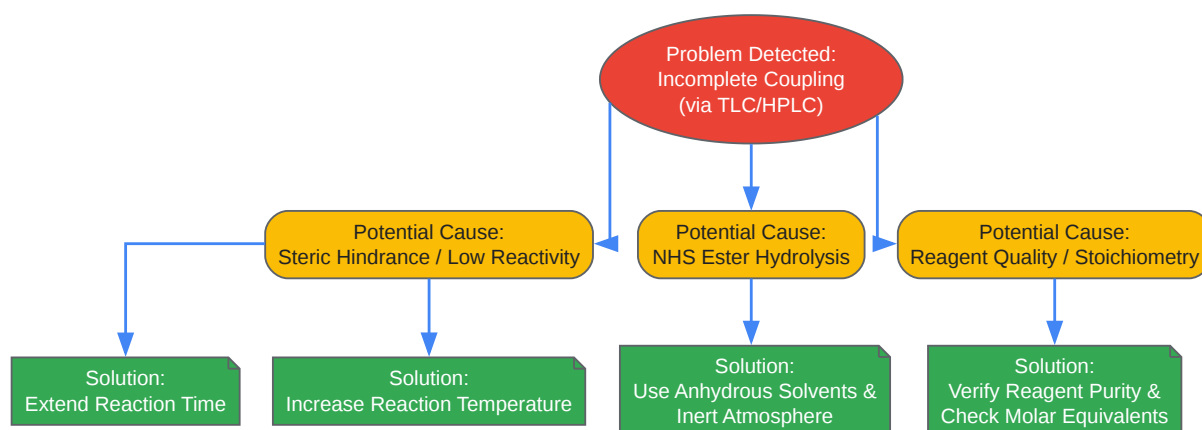 Problem Detected:
Incomplete Coupling
(via TLC/HPLC)
Potential Cause:
Steric Hindrance / Low Reactivity
Potential Cause:
NHS Ester Hydrolysis
Potential Cause:
Reagent Quality / Stoichiometry
Solution:
Extend Reaction Time
Solution:
Increase Reaction Temperature
Solution:
Use Anhydrous Solvents &
Inert Atmosphere
Solution:
Verify Reagent Purity &
Check Molar Equivalents